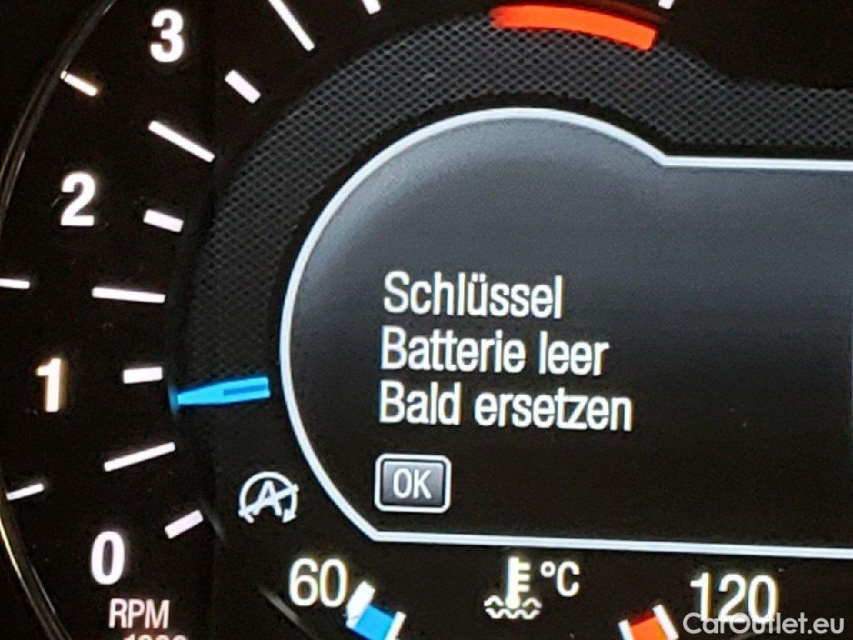 3
2
1
0
RPM
Schlüssel
Batterie leer
Bald ersetzen
OK
A
60
°C
120
CarOutlet.eu